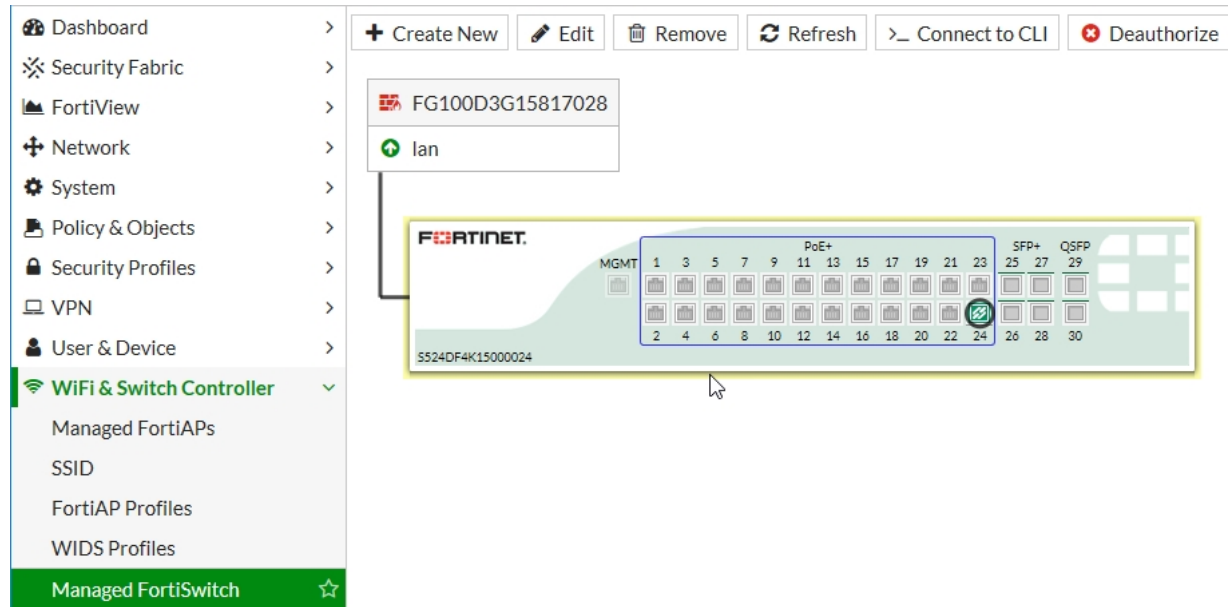 Dashboard
Security Fabric
FortiView
Network
System
Policy & Objects
Security Profiles
VPN
User & Device
WiFi & Switch Controller
Managed FortiAPs
SSID
FortiAP Profiles
WIDS Profiles
Managed FortiSwitch
Create New Edit Remove Refresh >_ Connect to CLI Deauthorize
FG100D3G15817028
lan
FORTINET.
PoE+ SFP+ QSFP
MGMT 1 3 5 7 9 11 13 15 17 19 21 23 25 27 29
2 4 6 8 10 12 14 16 18 20 22 24 26 28 30
S524DF4K15000024